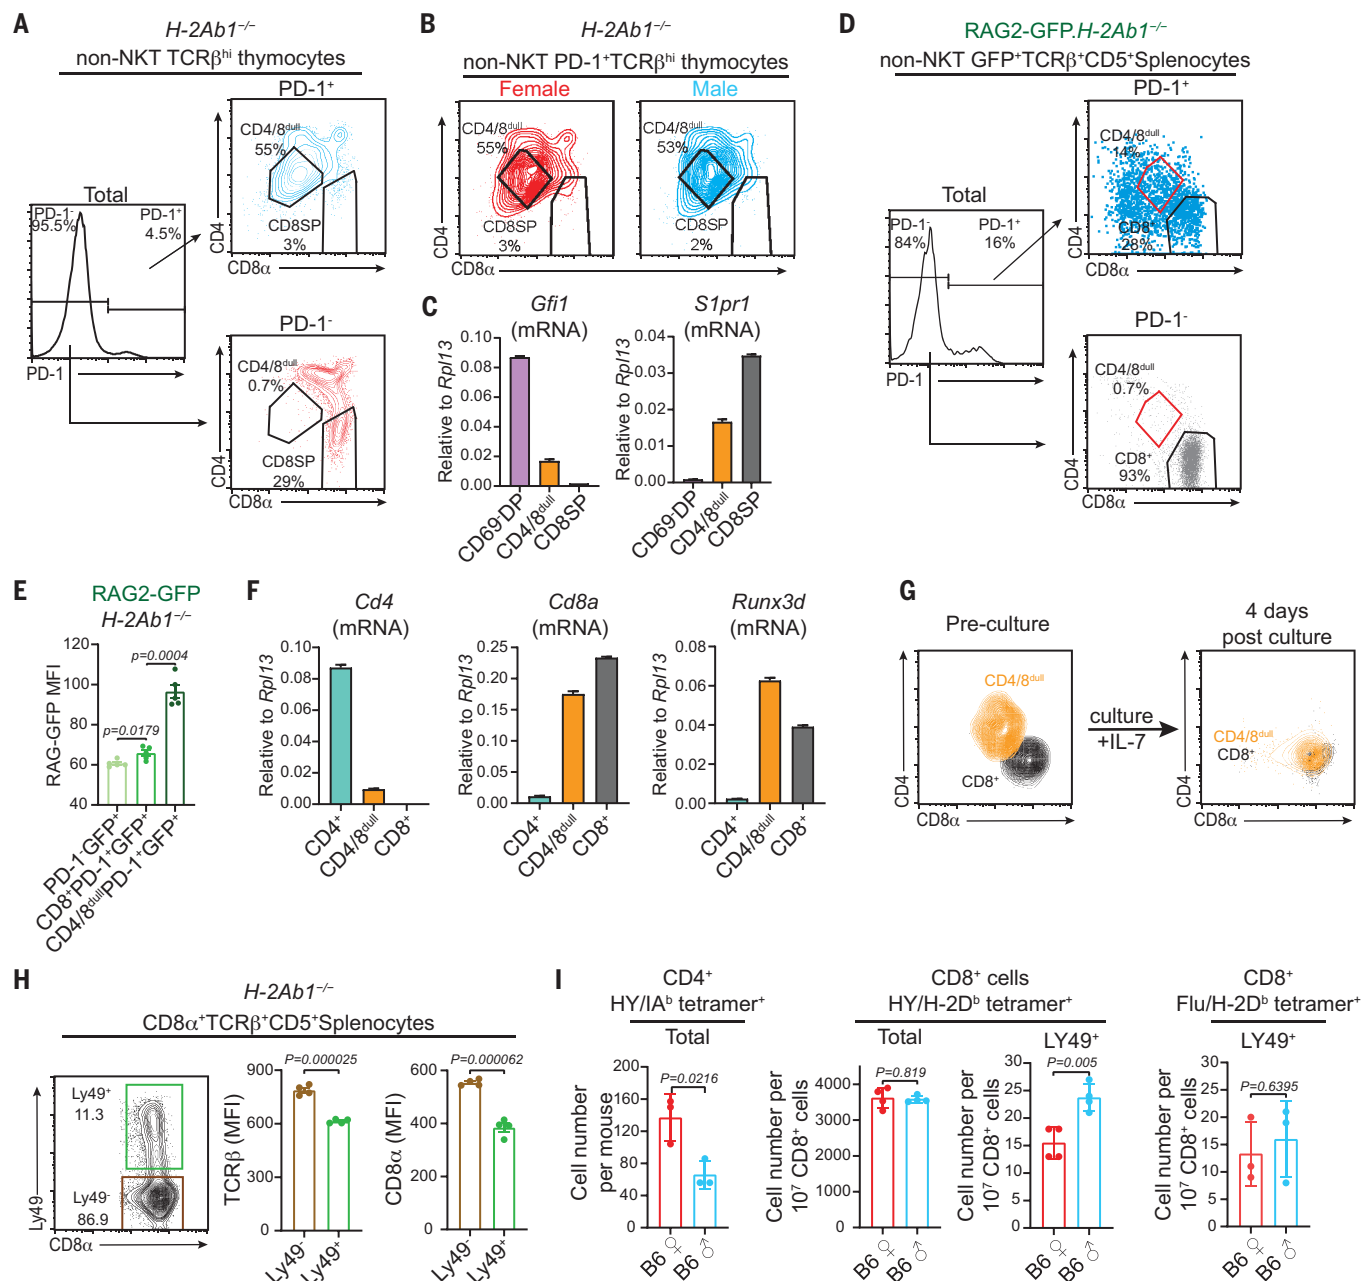 A
H-2Ab1−/−
non-NKT TCRβhi thymocytes
PD-1+
CD4/8dull
55%
Total
PD-1-
95.5%
PD-1+
4.5%
CD4
CD8SP
3%
CD8α
PD-1
PD-1-
CD4/8dull
0.7%
CD4
CD8SP
29%
CD8α
B
H-2Ab1−/−
non-NKT PD-1+TCRβhi thymocytes
Female
Male
CD4/8dull
55%
CD4/8dull
53%
CD4
CD8SP
3%
CD8SP
2%
CD8α
C
Gfi1
(mRNA)
Relative to Rpl13
0.10
0.08
0.06
0.04
0.02
0.00
CD69-DP
CD4/8dull
CD8SP
S1pr1
(mRNA)
Relative to Rpl13
0.04
0.03
0.02
0.01
0.00
CD69-DP
CD4/8dull
CD8SP
D
RAG2-GFP.H-2Ab1−/−
non-NKT GFP+TCRβ+CD5+Splenocytes
PD-1+
CD4/8dull
14%
Total
PD-1-
84%
PD-1+
16%
CD4
CD8+
28%
CD8α
PD-1
PD-1-
CD4/8dull
0.7%
CD4
CD8+
93%
CD8α
E
RAG2-GFP
H-2Ab1−/−
RAG-GFP MFI
120
100
80
60
40
p=0.0004
p=0.0179
PD-1-GFP+
CD8+PD-1+GFP+
CD4/8dullPD-1+GFP+
F
Cd4
(mRNA)
Relative to Rpl13
0.10
0.08
0.06
0.04
0.02
0.00
CD4+
CD4/8dull
CD8+
Cd8a
(mRNA)
Relative to Rpl13
0.25
0.20
0.15
0.10
0.05
0.00
CD4+
CD4/8dull
CD8+
Runx3d
(mRNA)
Relative to Rpl13
0.08
0.06
0.04
0.02
0.00
CD4+
CD4/8dull
CD8+
G
Pre-culture
CD4/8dull
CD8+
CD4
CD8α
culture
+IL-7
4 days
post culture
CD4/8dull
CD8+
CD4
CD8α
H
H-2Ab1−/−
CD8α+TCRβ+CD5+Splenocytes
Ly49+
11.3
Ly49-
86.9
Ly49
CD8α
TCRβ (MFI)
900
600
300
0
P=0.000025
Ly49-
Ly49+
CD8α (MFI)
600
400
200
0
P=0.000062
Ly49-
Ly49+
I
CD4+
HY/IAb tetramer+
Total
Cell number
per mouse
200
160
120
80
40
0
P=0.0216
B6 ♀
B6 ♂
CD8+ cells
HY/H-2Db tetramer+
Total
Cell number per
107 CD8+ cells
4000
3000
2000
1000
0
P=0.819
B6 ♀
B6 ♂
LY49+
Cell number per
107 CD8+ cells
30
25
20
15
10
5
0
P=0.005
B6 ♀
B6 ♂
CD8+
Flu/H-2Db tetramer+
LY49+
Cell number per
107 CD8+ cells
30
25
20
15
10
5
0
P=0.6395
B6 ♀
B6 ♂